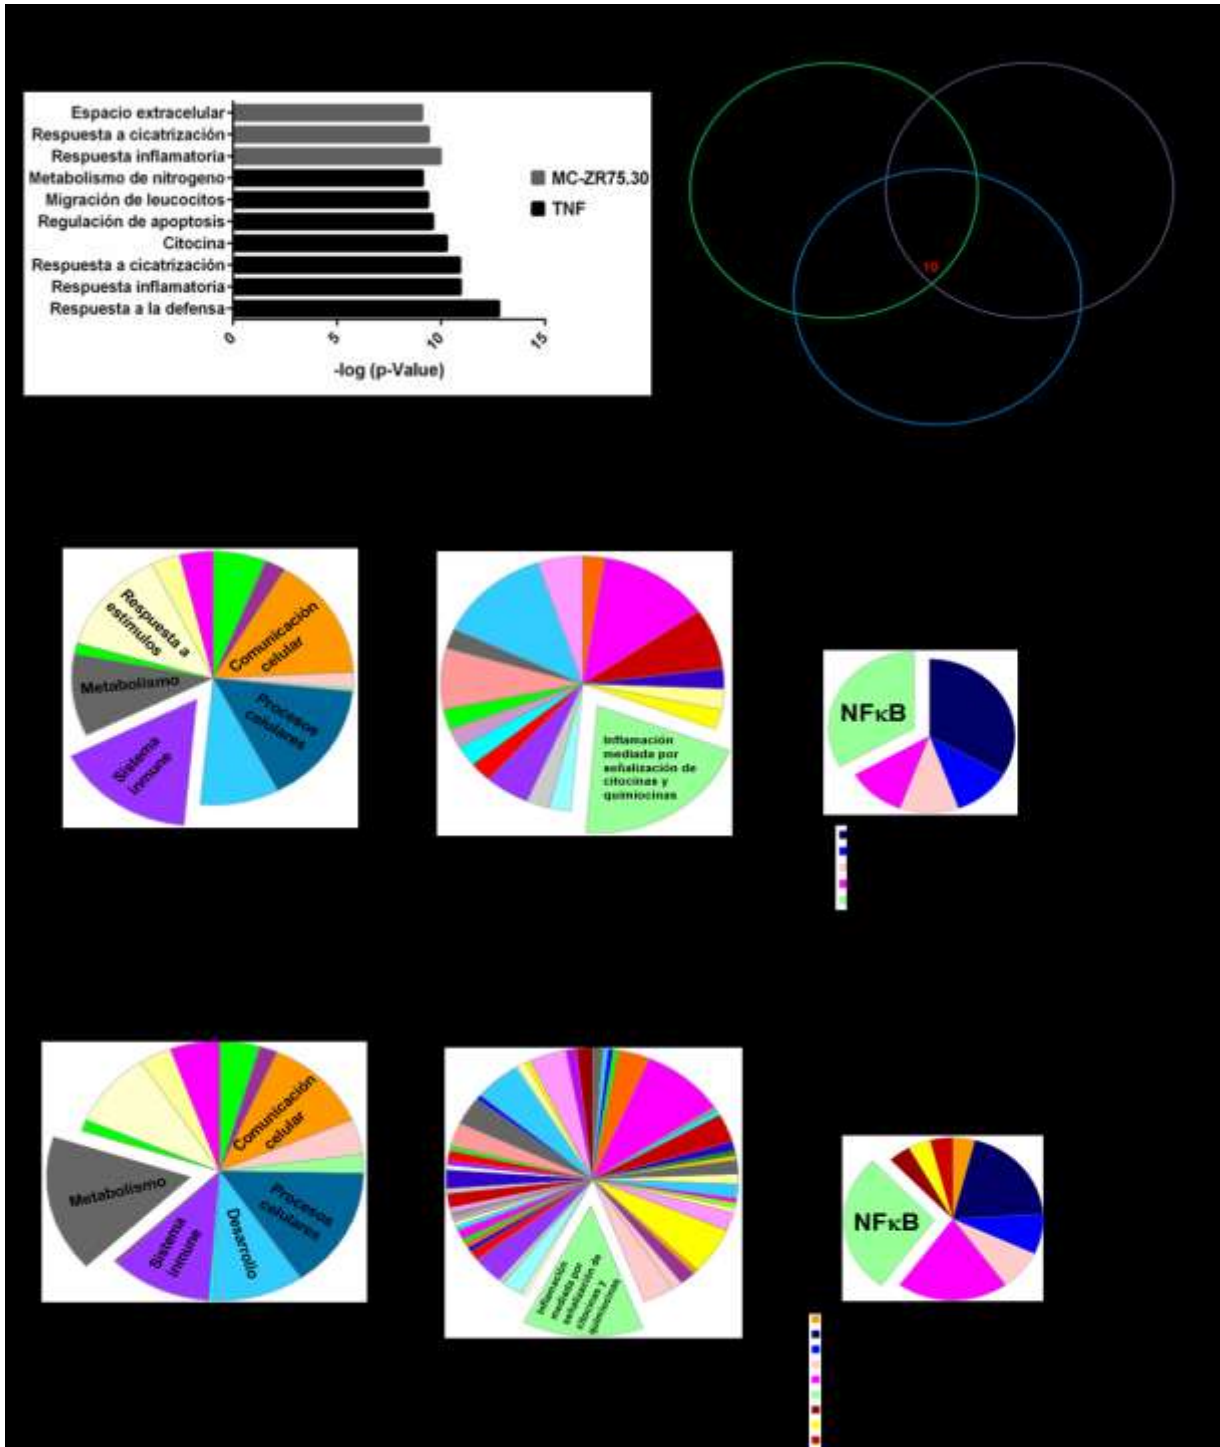 Espacio extracelular
Respuesta a cicatrización
Respuesta inflamatoria
Metabolismo de nitrogeno
Migración de leucocitos
Regulación de apoptosis
Citocina
Respuesta a cicatrización
Respuesta inflamatoria
Respuesta a la defensa
0
5
10
15
-log (p-Value)
MC-ZR75.30
TNF
10
Respuesta a
estímulos
Comunicación
celular
Metabolismo
Procesos
celulares
Sistema
inmune
Inflamación
mediada por
señalización de
citocinas y
quimiocinas
NFκB
Comunicación
celular
Metabolismo
Procesos
celulares
Sistema
inmune
Desarrollo
Inflamación
mediada por
señalización de
citocinas y
quimiocinas
NFκB